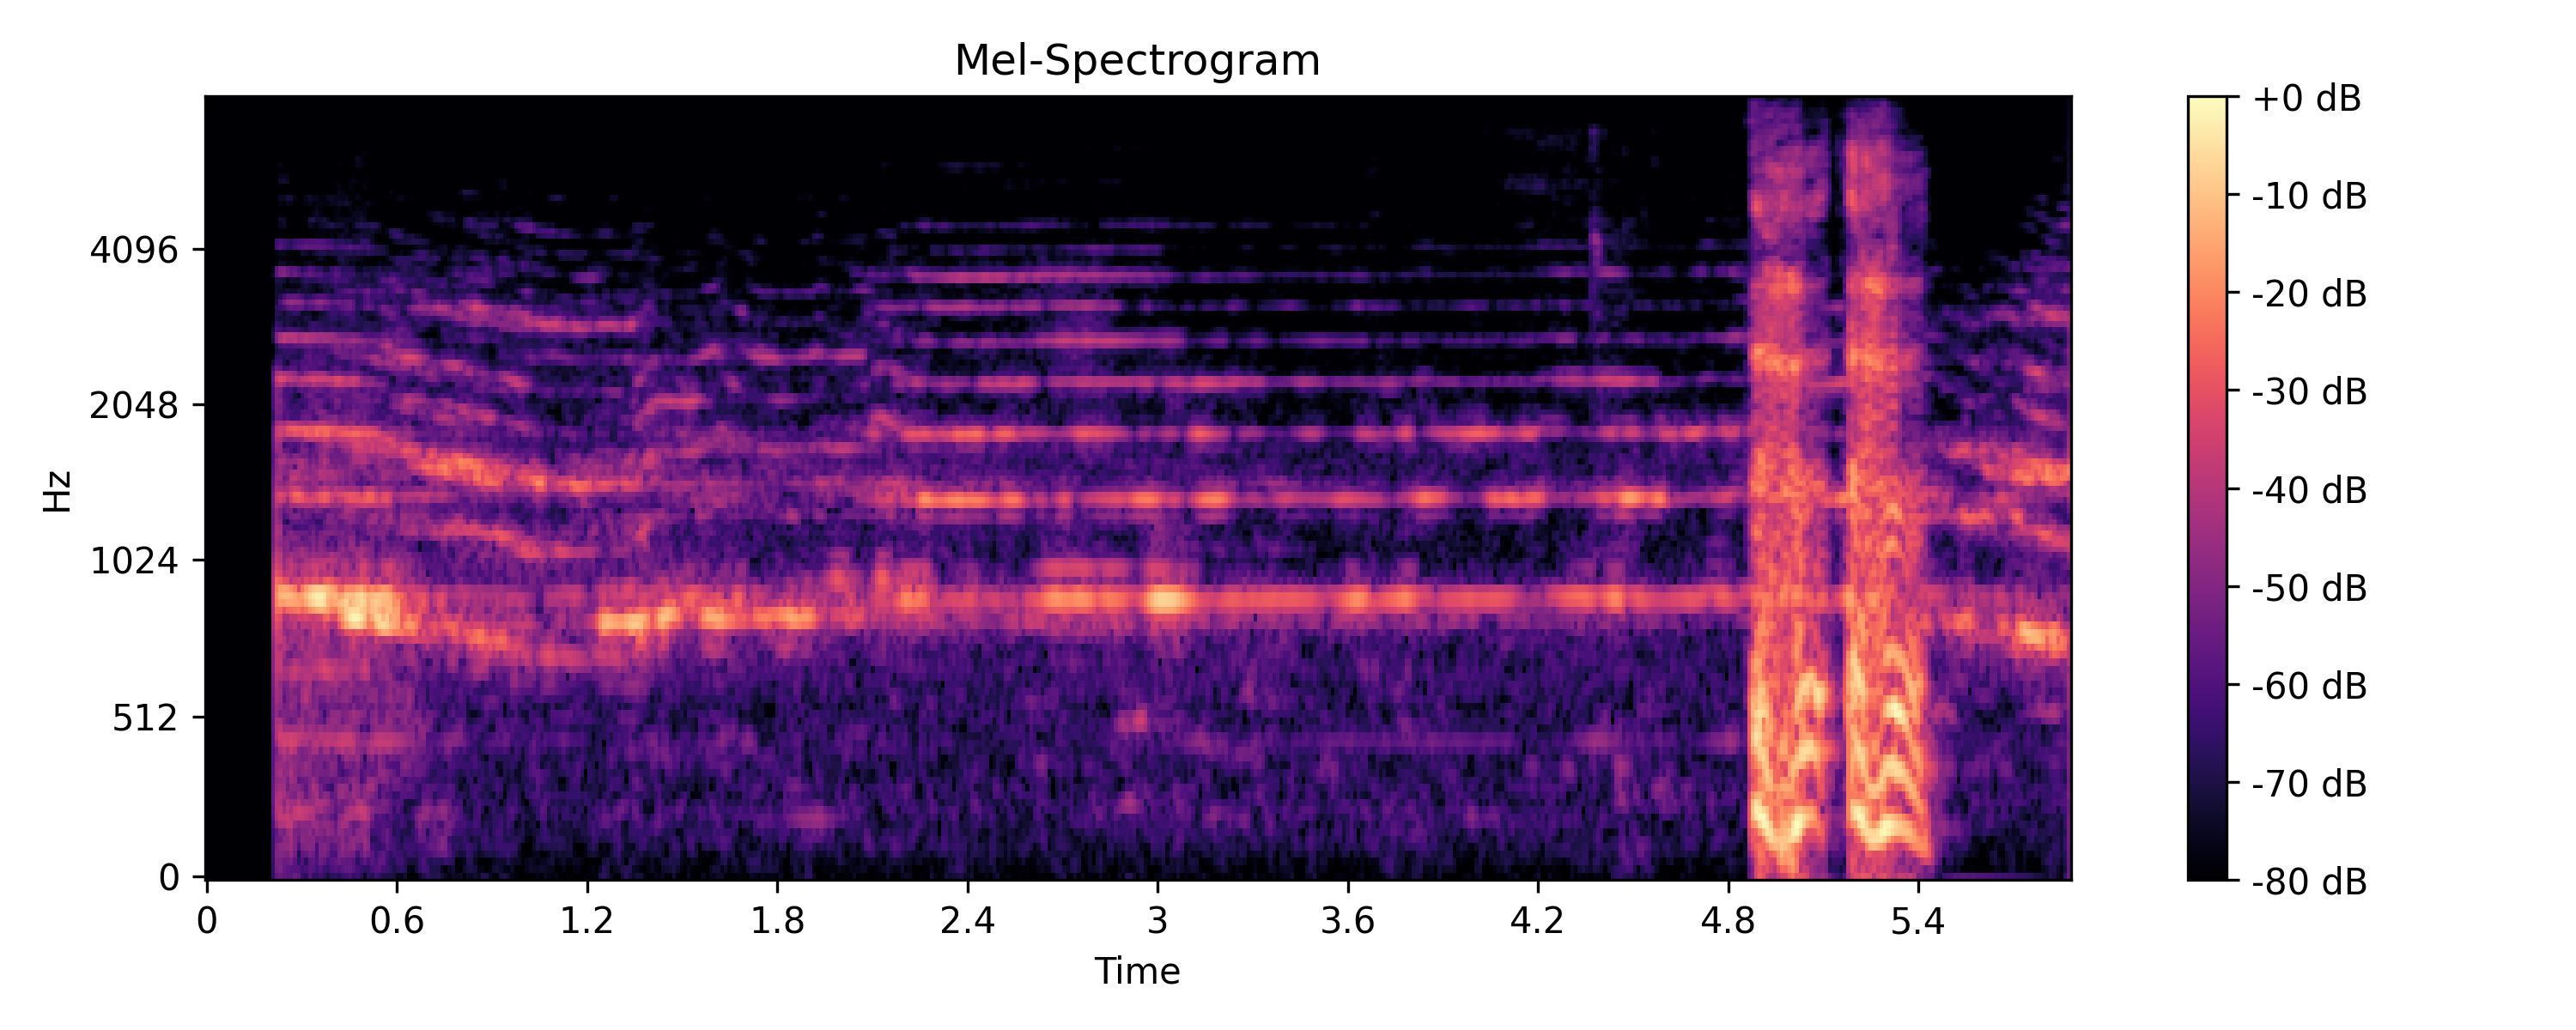 Mel-Spectrogram
Hz
4096
2048
1024
512
0
0 0.6 1.2 1.8 2.4 3 3.6 4.2 4.8 5.4
Time
+0 dB
-10 dB
-20 dB
-30 dB
-40 dB
-50 dB
-60 dB
-70 dB
-80 dB